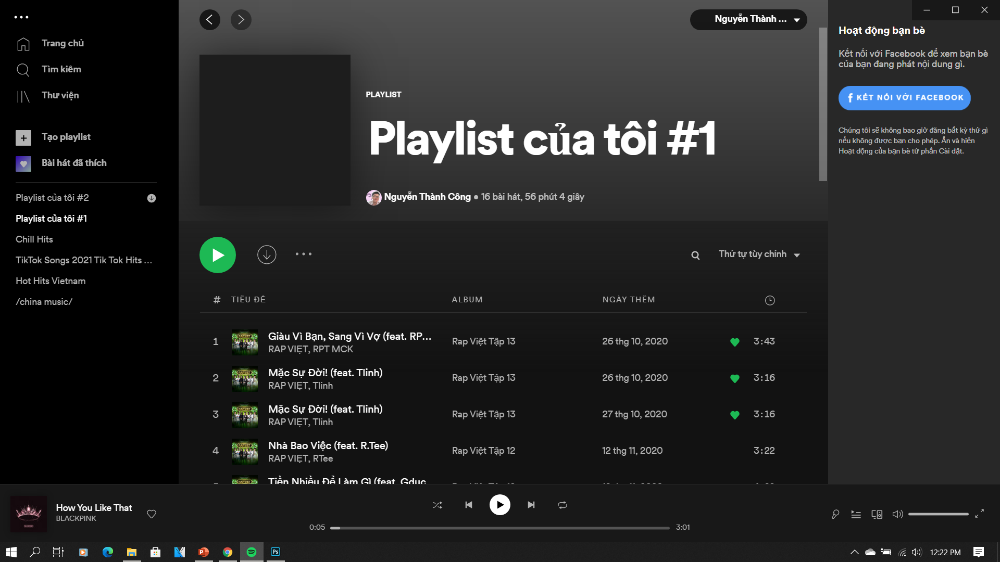 Trang chủ
Tìm kiếm
Thư viện
Tạo playlist
Bài hát đã thích
Playlist của tôi #2
Playlist của tôi #1
Chill Hits
TikTok Songs 2021 Tik Tok Hits ...
Hot Hits Vietnam
/china music/
Nguyễn Thành ...
PLAYLIST
Playlist của tôi #1
Nguyễn Thành Công • 16 bài hát, 56 phút 4 giây
Thứ tự tùy chỉnh
# TIÊU ĐỀ ALBUM NGÀY THÊM
1 Giàu Vì Bạn, Sang Vì Vợ (feat. RP... Rap Việt Tập 13 26 thg 10, 2020 3:43
RAP VIỆT, RPT MCK
2 Mặc Sự Đời! (feat. Tlinh) Rap Việt Tập 13 26 thg 10, 2020 3:16
RAP VIỆT, Tlinh
3 Mặc Sự Đời! (feat. Tlinh) Rap Việt Tập 13 27 thg 10, 2020 3:16
RAP VIỆT, Tlinh
4 Nhà Bao Việc (feat. R.Tee) Rap Việt Tập 12 12 thg 11, 2020 3:22
RAP VIỆT, RTee
Tiền Nhiều Để Làm Gì (feat. Gduc
Hoạt động bạn bè
Kết nối với Facebook để xem bạn bè
của bạn đang phát nội dung gì.
f KẾT NỐI VỚI FACEBOOK
Chúng tôi sẽ không bao giờ đăng bất kỳ thứ gì
nếu không được bạn cho phép. Ẩn và hiện
Hoạt động của bạn bè từ phần Cài đặt.
How You Like That
BLACKPINK
0:05 3:01
Ps
12:22 PM